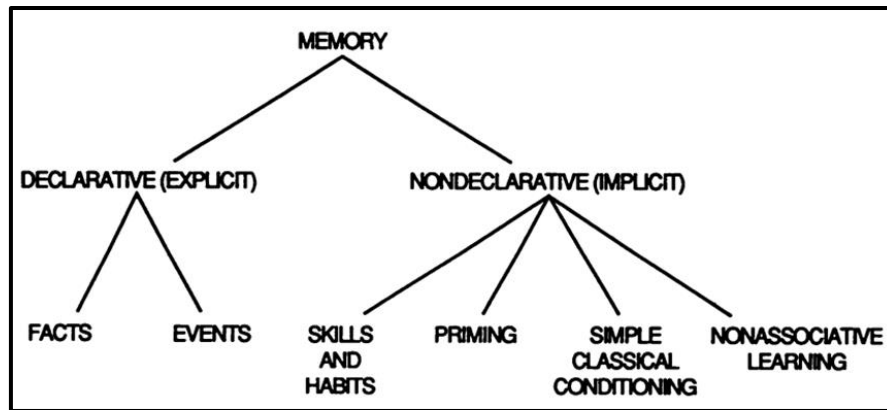 MEMORY
DECLARATIVE (EXPLICIT)
NONDECLARATIVE (IMPLICIT)
FACTS
EVENTS
SKILLS
AND
HABITS
PRIMING
SIMPLE
CLASSICAL
CONDITIONING
NONASSOCIATIVE
LEARNING